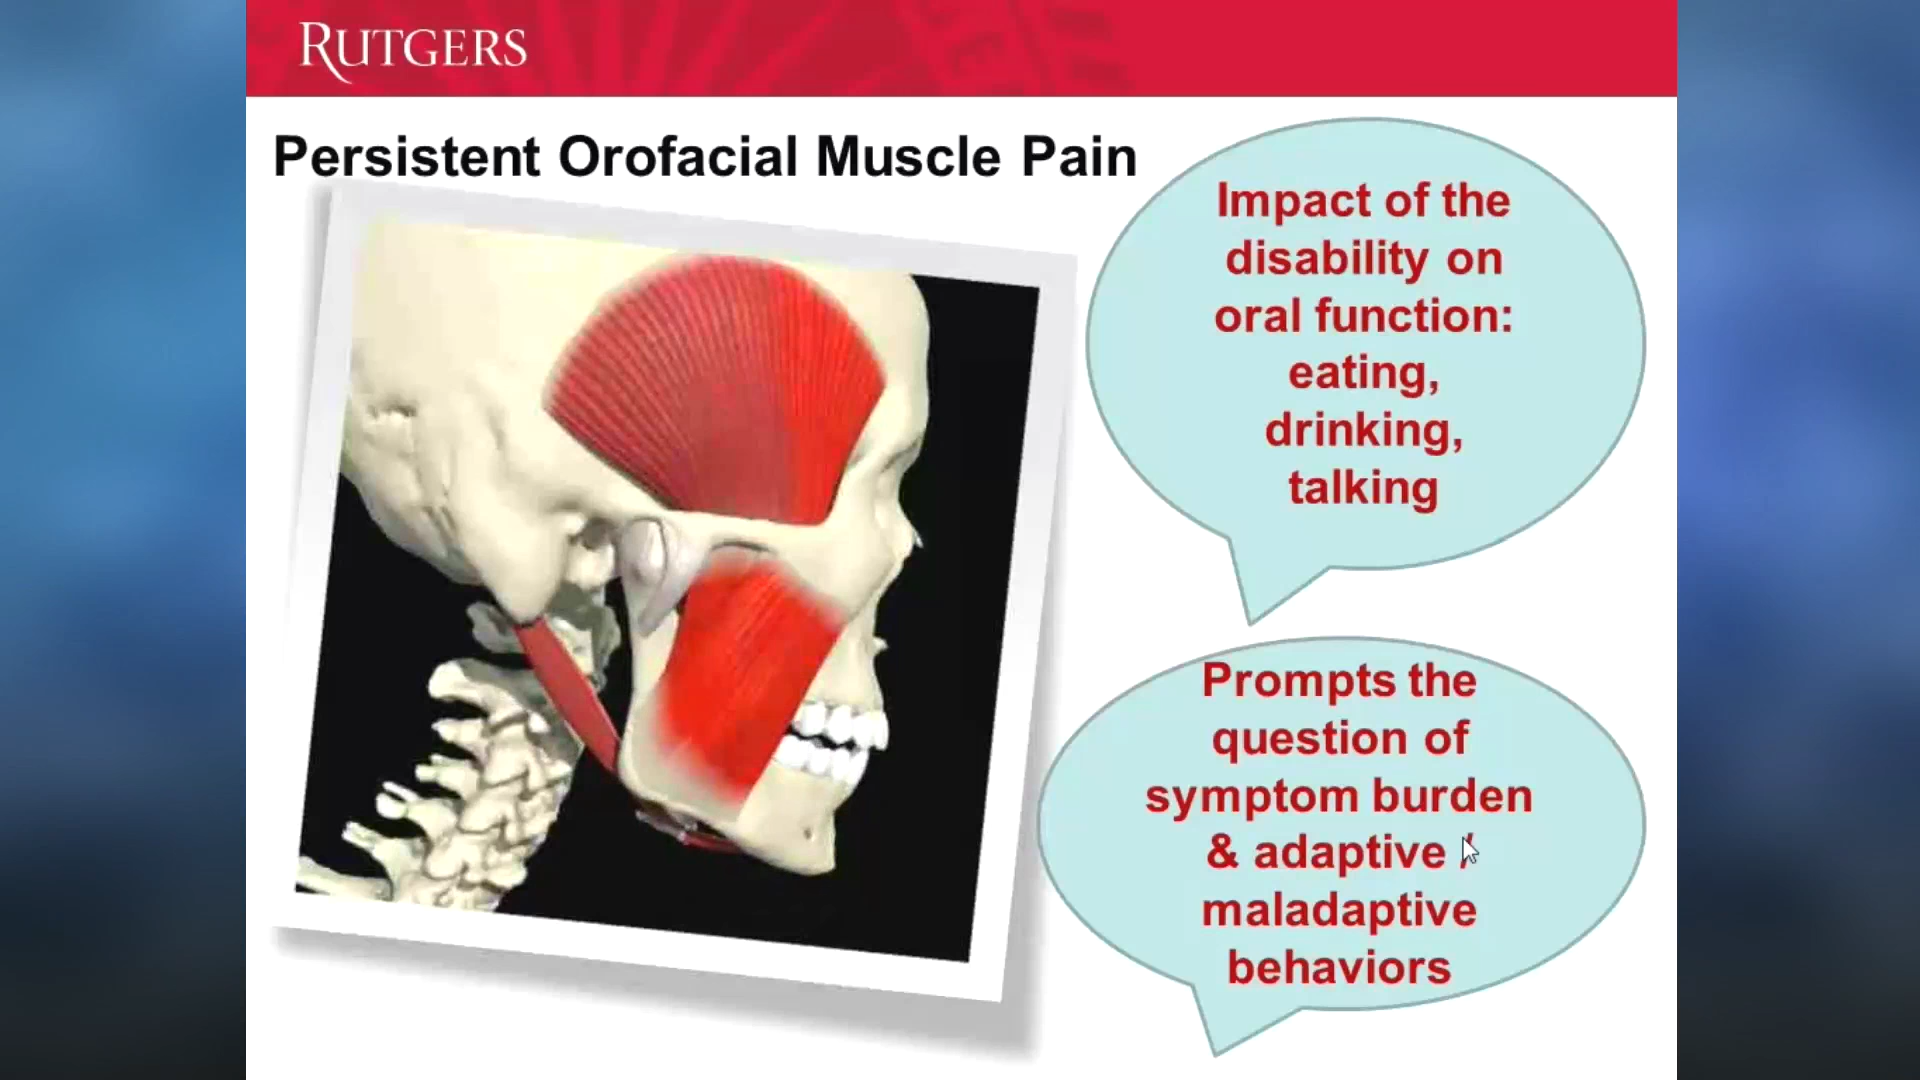 RUTGERS
Persistent Orofacial Muscle Pain
Impact of the
disability on
oral function:
eating,
drinking,
talking
Prompts the
question of
symptom burden
& adaptive /
maladaptive
behaviors